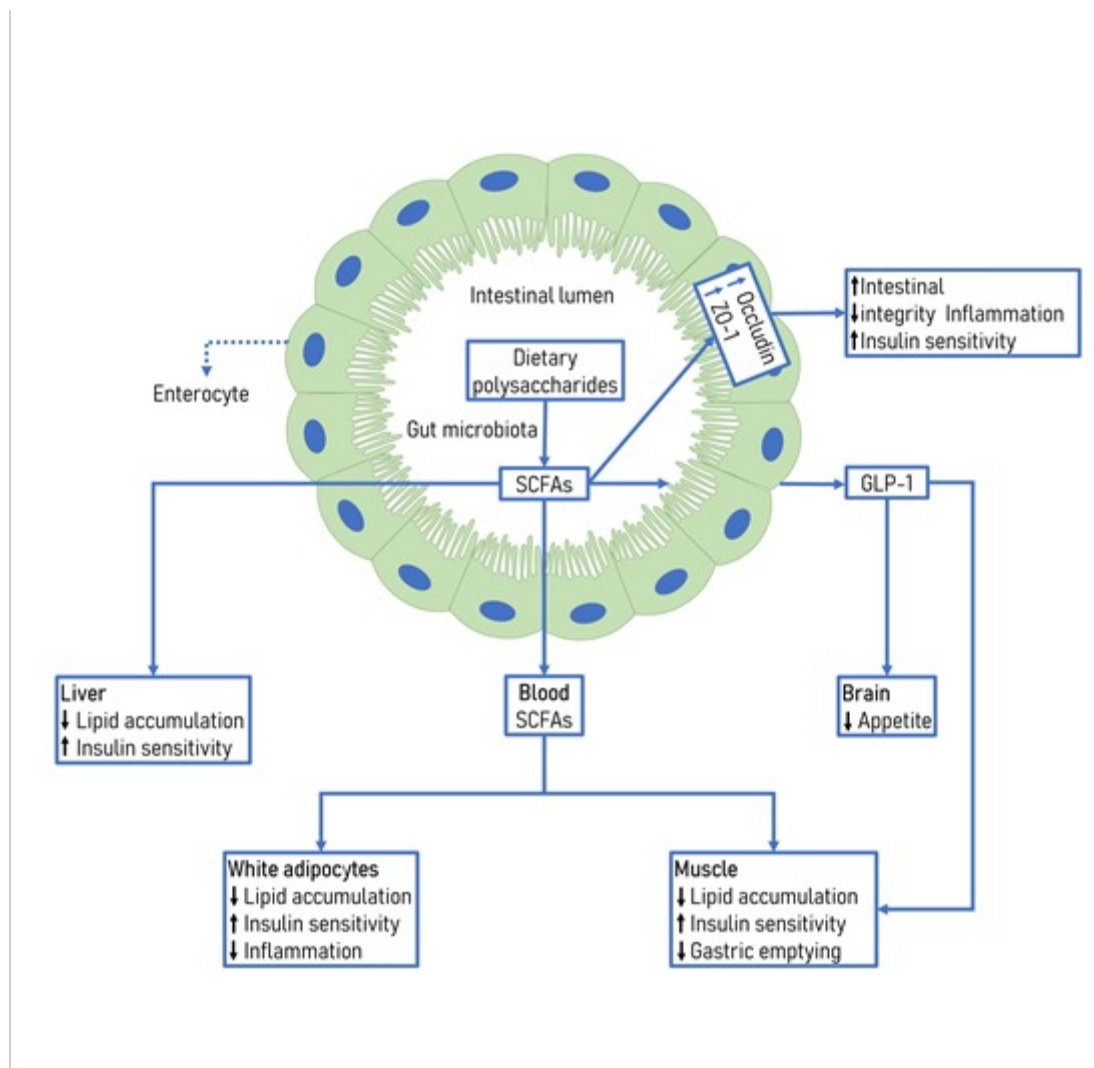 Intestinal lumen
Dietary
polysaccharides
Gut microbiota
SCFAs
Enterocyte
↑ Occludin
↑ ZO-1
↑Intestinal
↓integrity Inflammation
↑Insulin sensitivity
GLP-1
Liver
↓ Lipid accumulation
↑ Insulin sensitivity
Blood
SCFAs
Brain
↓ Appetite
White adipocytes
↓ Lipid accumulation
↑ Insulin sensitivity
↓ Inflammation
Muscle
↓ Lipid accumulation
↑ Insulin sensitivity
↓ Gastric emptying